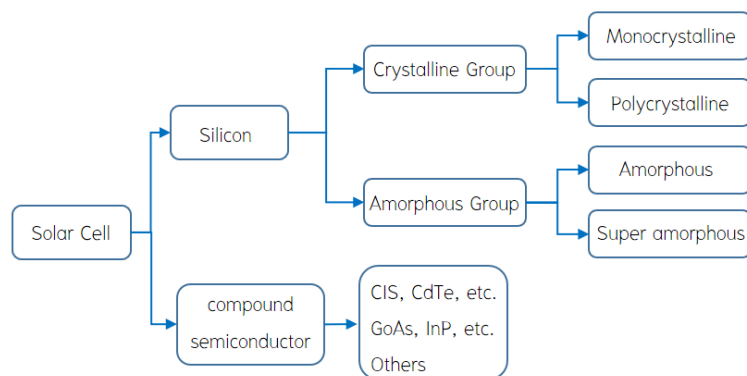 Monocrystalline
Crystalline Group
Polycrystalline
Silicon
Amorphous
Amorphous Group
Solar Cell
Super amorphous
compound
semiconductor
CIS, CdTe, etc.
GoAs, InP, etc.
Others